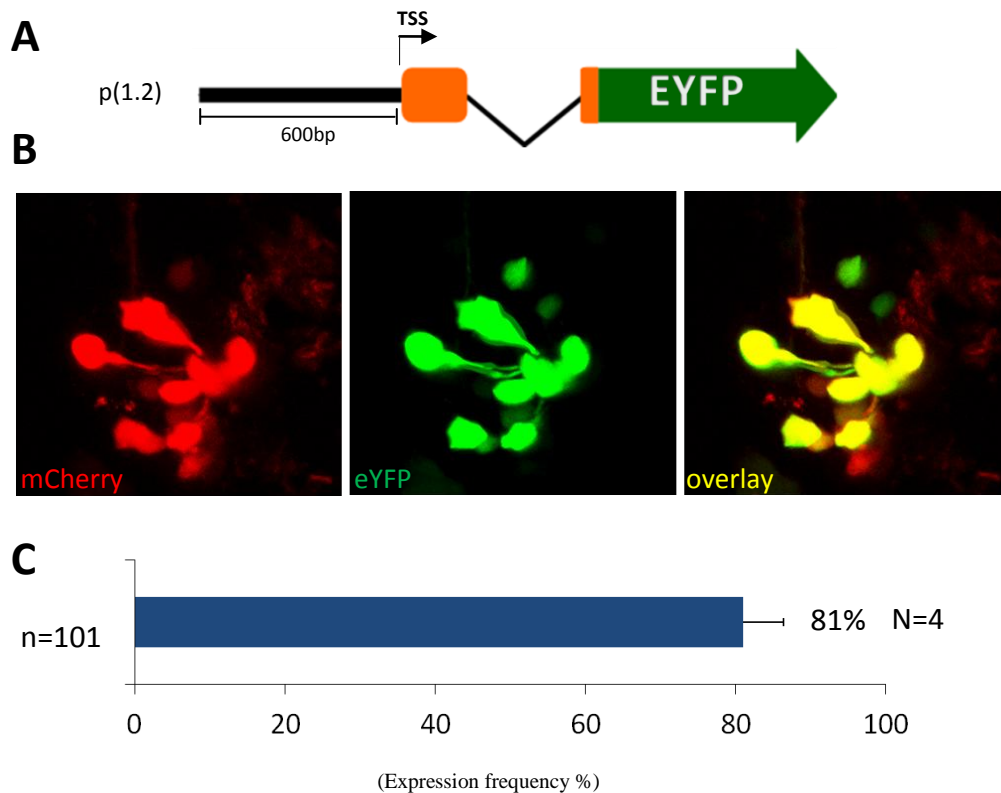 A
TSS
p(1.2)
EYFP
600bp
B
mCherry
eYFP
overlay
C
n=101
81% N=4
0 20 40 60 80 100
(Expression frequency %)